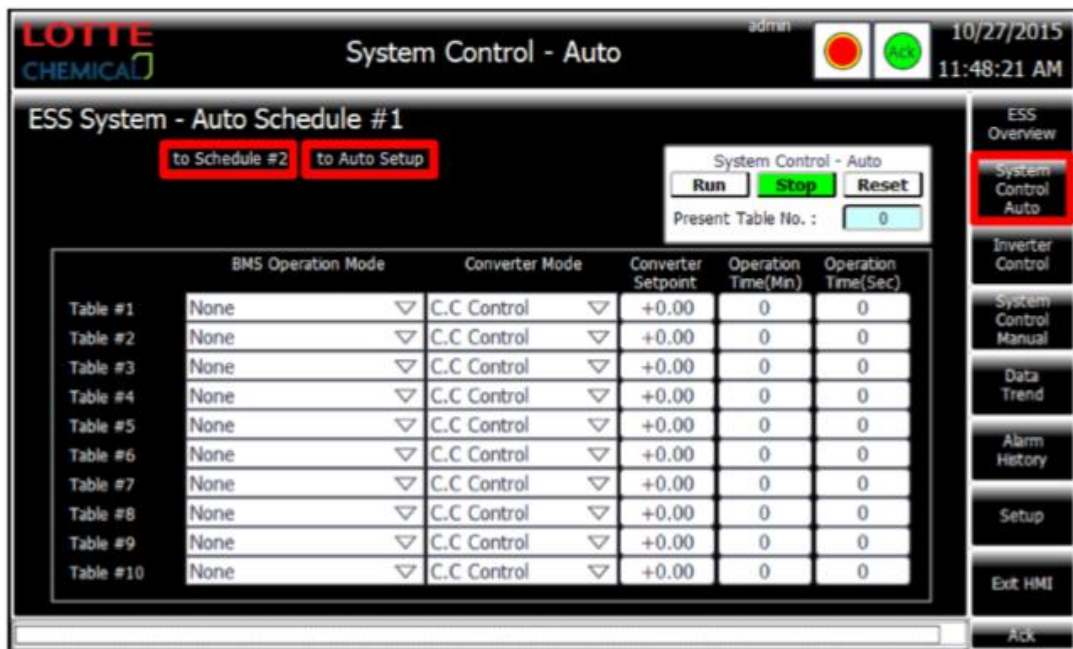 LOTTE
CHEMICAL
System Control - Auto
admin
Ack
10/27/2015
11:48:21 AM
ESS System - Auto Schedule #1
to Schedule #2
to Auto Setup
System Control - Auto
Run Stop Reset
Present Table No. : 0
BMS Operation Mode Converter Mode Converter Setpoint Operation Time(Min) Operation Time(Sec)
Table #1 None C.C Control +0.00 0 0
Table #2 None C.C Control +0.00 0 0
Table #3 None C.C Control +0.00 0 0
Table #4 None C.C Control +0.00 0 0
Table #5 None C.C Control +0.00 0 0
Table #6 None C.C Control +0.00 0 0
Table #7 None C.C Control +0.00 0 0
Table #8 None C.C Control +0.00 0 0
Table #9 None C.C Control +0.00 0 0
Table #10 None C.C Control +0.00 0 0
ESS
Overview
System
Control
Auto
Inverter
Control
System
Control
Manual
Data
Trend
Alarm
History
Setup
Exit HMI
Ack